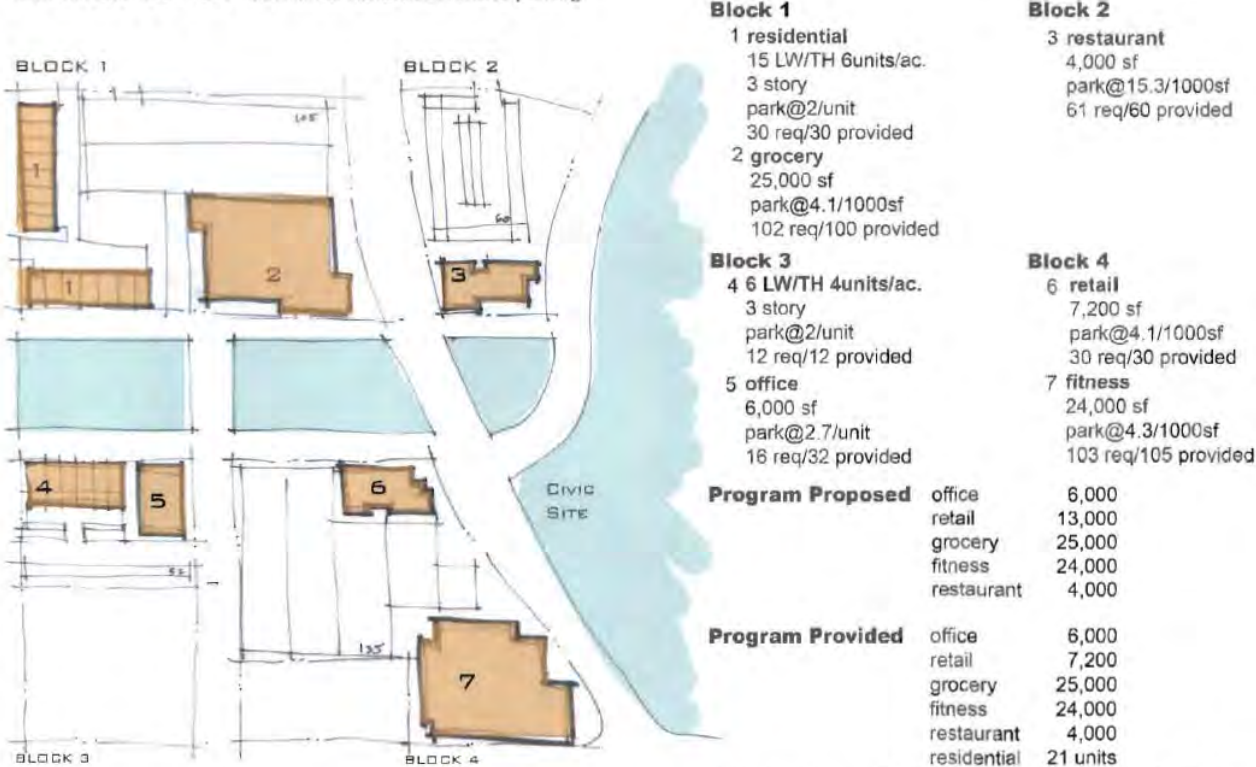 BLOCK 1
BLOCK 2
105
1
2
1
60
3
4
5
6
CIVIC
SITE
52
135
7
BLOCK 3
BLOCK 4
Block 1
1 residential
15 LW/TH 6units/ac.
3 story
park@2/unit
30 req/30 provided
2 grocery
25,000 sf
park@4.1/1000sf
102 req/100 provided
Block 2
3 restaurant
4,000 sf
park@15.3/1000sf
61 req/60 provided
Block 3
4 6 LW/TH 4units/ac.
3 story
park@2/unit
12 req/12 provided
5 office
6,000 sf
park@2.7/unit
16 req/32 provided
Block 4
6 retail
7,200 sf
park@4.1/1000sf
30 req/30 provided
7 fitness
24,000 sf
park@4.3/1000sf
103 req/105 provided
Program Proposed office 6,000
retail 13,000
grocery 25,000
fitness 24,000
restaurant 4,000
Program Provided office 6,000
retail 7,200
grocery 25,000
fitness 24,000
restaurant 4,000
residential 21 units